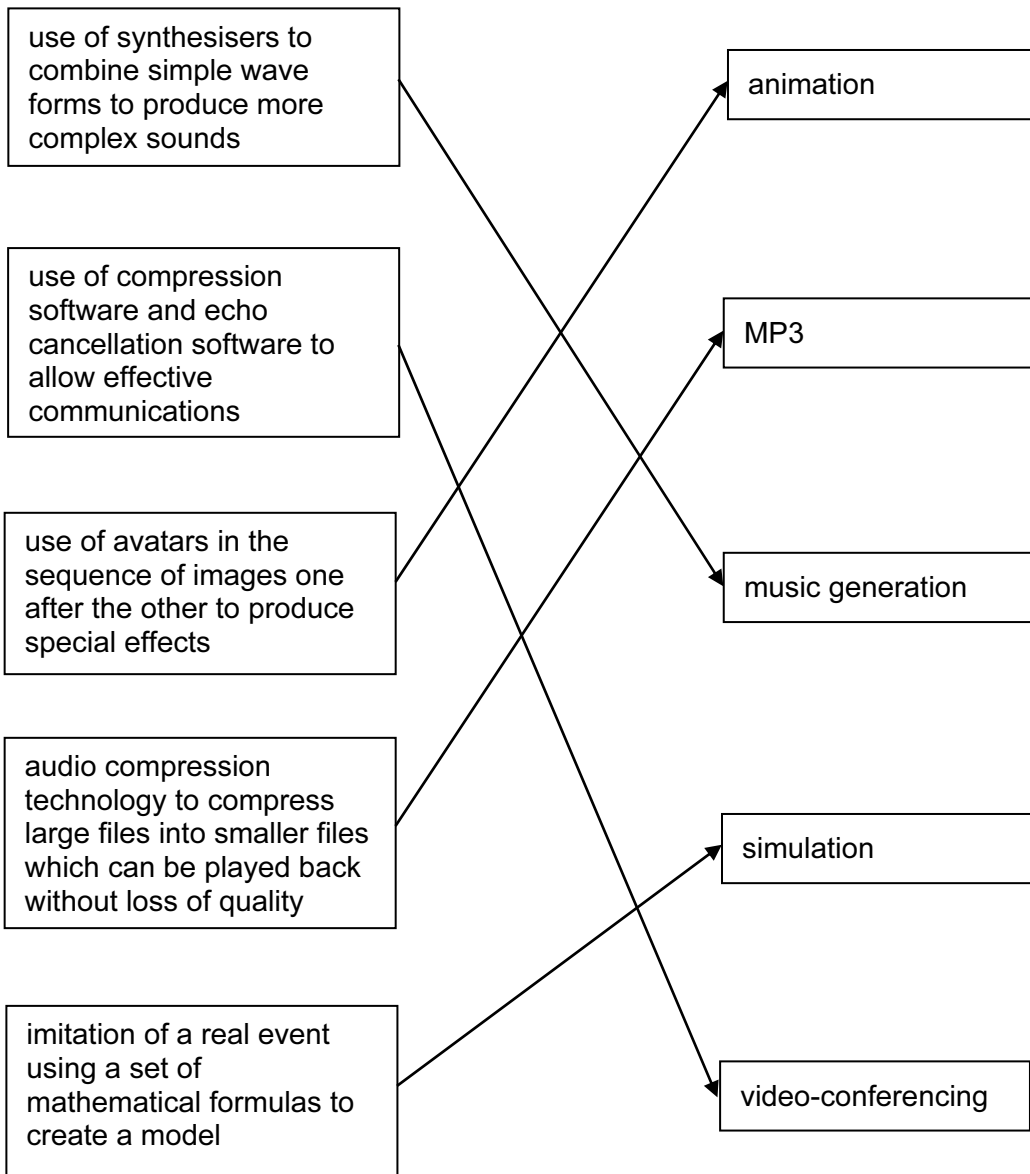 use of synthesisers to
combine simple wave
forms to produce more
complex sounds
use of compression
software and echo
cancellation software to
allow effective
communications
use of avatars in the
sequence of images one
after the other to produce
special effects
audio compression
technology to compress
large files into smaller files
which can be played back
without loss of quality
imitation of a real event
using a set of
mathematical formulas to
create a model
animation
MP3
music generation
simulation
video-conferencing